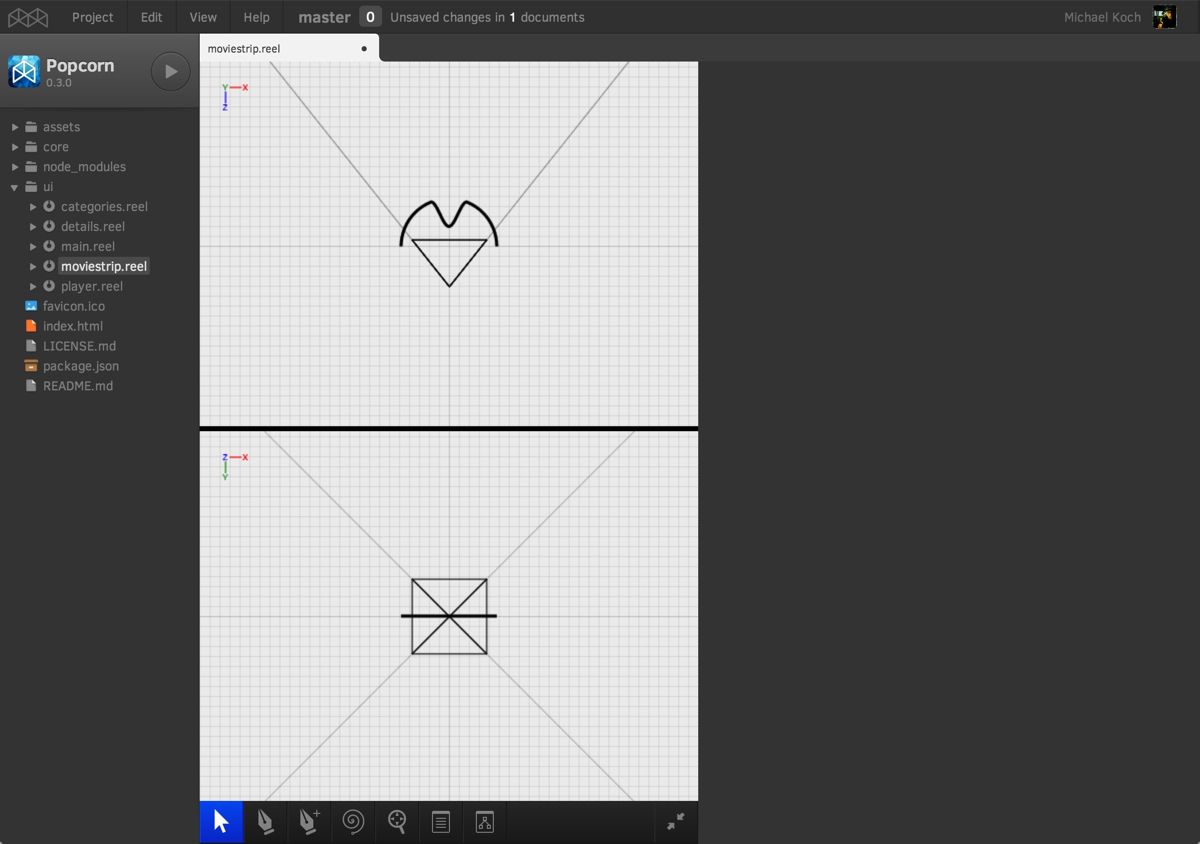 Project Edit View Help master 0 Unsaved changes in 1 documents Michael Koch
moviestrip.reel
Popcorn
0.3.0
assets
core
node_modules
ui
categories.reel
details.reel
main.reel
moviestrip.reel
player.reel
favicon.ico
index.html
LICENSE.md
package.json
README.md
Y X
Z
Z X
Y